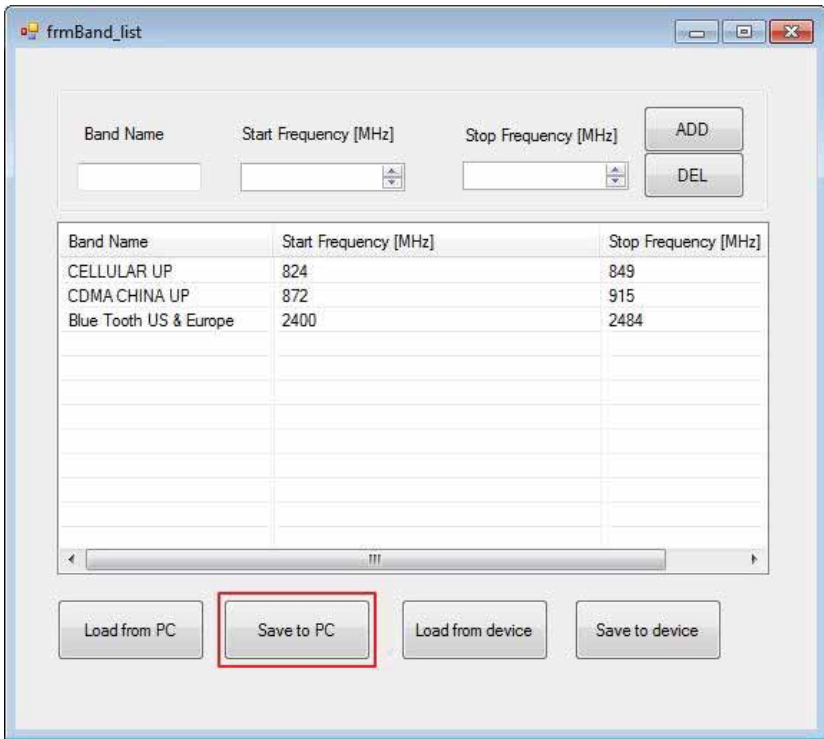 frmBand_list
Band Name Start Frequency [MHz] Stop Frequency [MHz] ADD
DEL
Band Name Start Frequency [MHz] Stop Frequency [MHz]
CELLULAR UP 824 849
CDMA CHINA UP 872 915
Blue Tooth US & Europe 2400 2484
Load from PC Save to PC Load from device Save to device